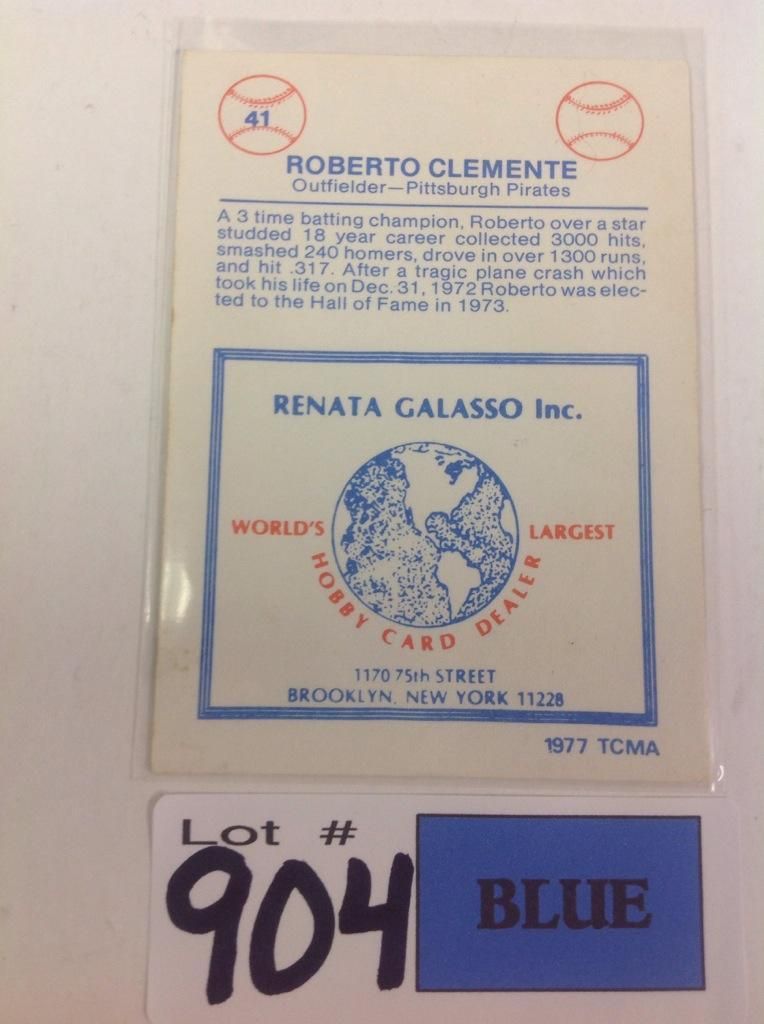 41
ROBERTO CLEMENTE
Outfielder—Pittsburgh Pirates
A 3 time batting champion, Roberto over a star
studded 18 year career collected 3000 hits,
smashed 240 homers, drove in over 1300 runs,
and hit .317. After a tragic plane crash which
took his life on Dec. 31, 1972 Roberto was elec-
ted to the Hall of Fame in 1973.
RENATA GALASSO Inc.
WORLD'S LARGEST
HOBBY CARD DEALER
1170 75th STREET
BROOKLYN, NEW YORK 11228
1977 TCMA
Lot #
904
BLUE